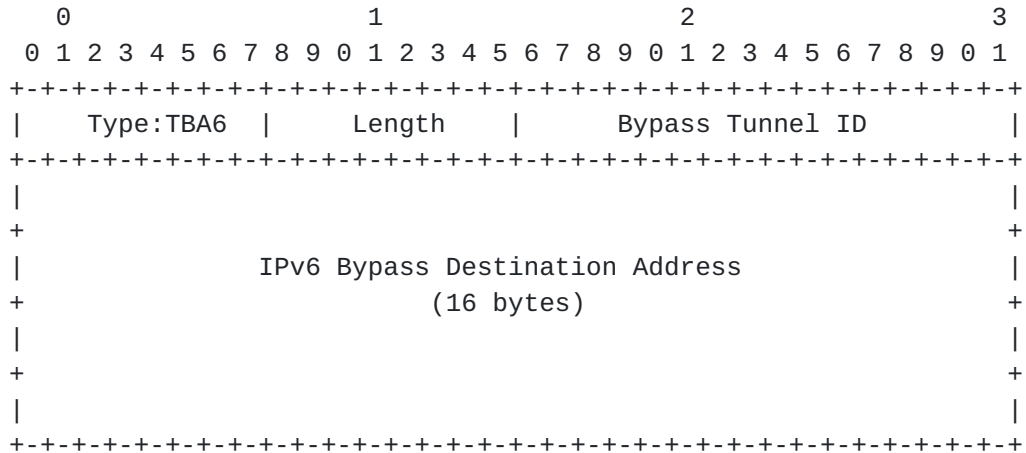 0                   1                   2                   3
 0 1 2 3 4 5 6 7 8 9 0 1 2 3 4 5 6 7 8 9 0 1 2 3 4 5 6 7 8 9 0 1
+-+-+-+-+-+-+-+-+-+-+-+-+-+-+-+-+-+-+-+-+-+-+-+-+-+-+-+-+-+-+-+-+
|    Type:TBA6  |     Length    |      Bypass Tunnel ID         |
+-+-+-+-+-+-+-+-+-+-+-+-+-+-+-+-+-+-+-+-+-+-+-+-+-+-+-+-+-+-+-+-+
|                                                               |
+                                                               +
|               IPv6 Bypass Destination Address                 |
+                          (16 bytes)                           +
|                                                               |
+                                                               +
|                                                               |
+-+-+-+-+-+-+-+-+-+-+-+-+-+-+-+-+-+-+-+-+-+-+-+-+-+-+-+-+-+-+-+-+